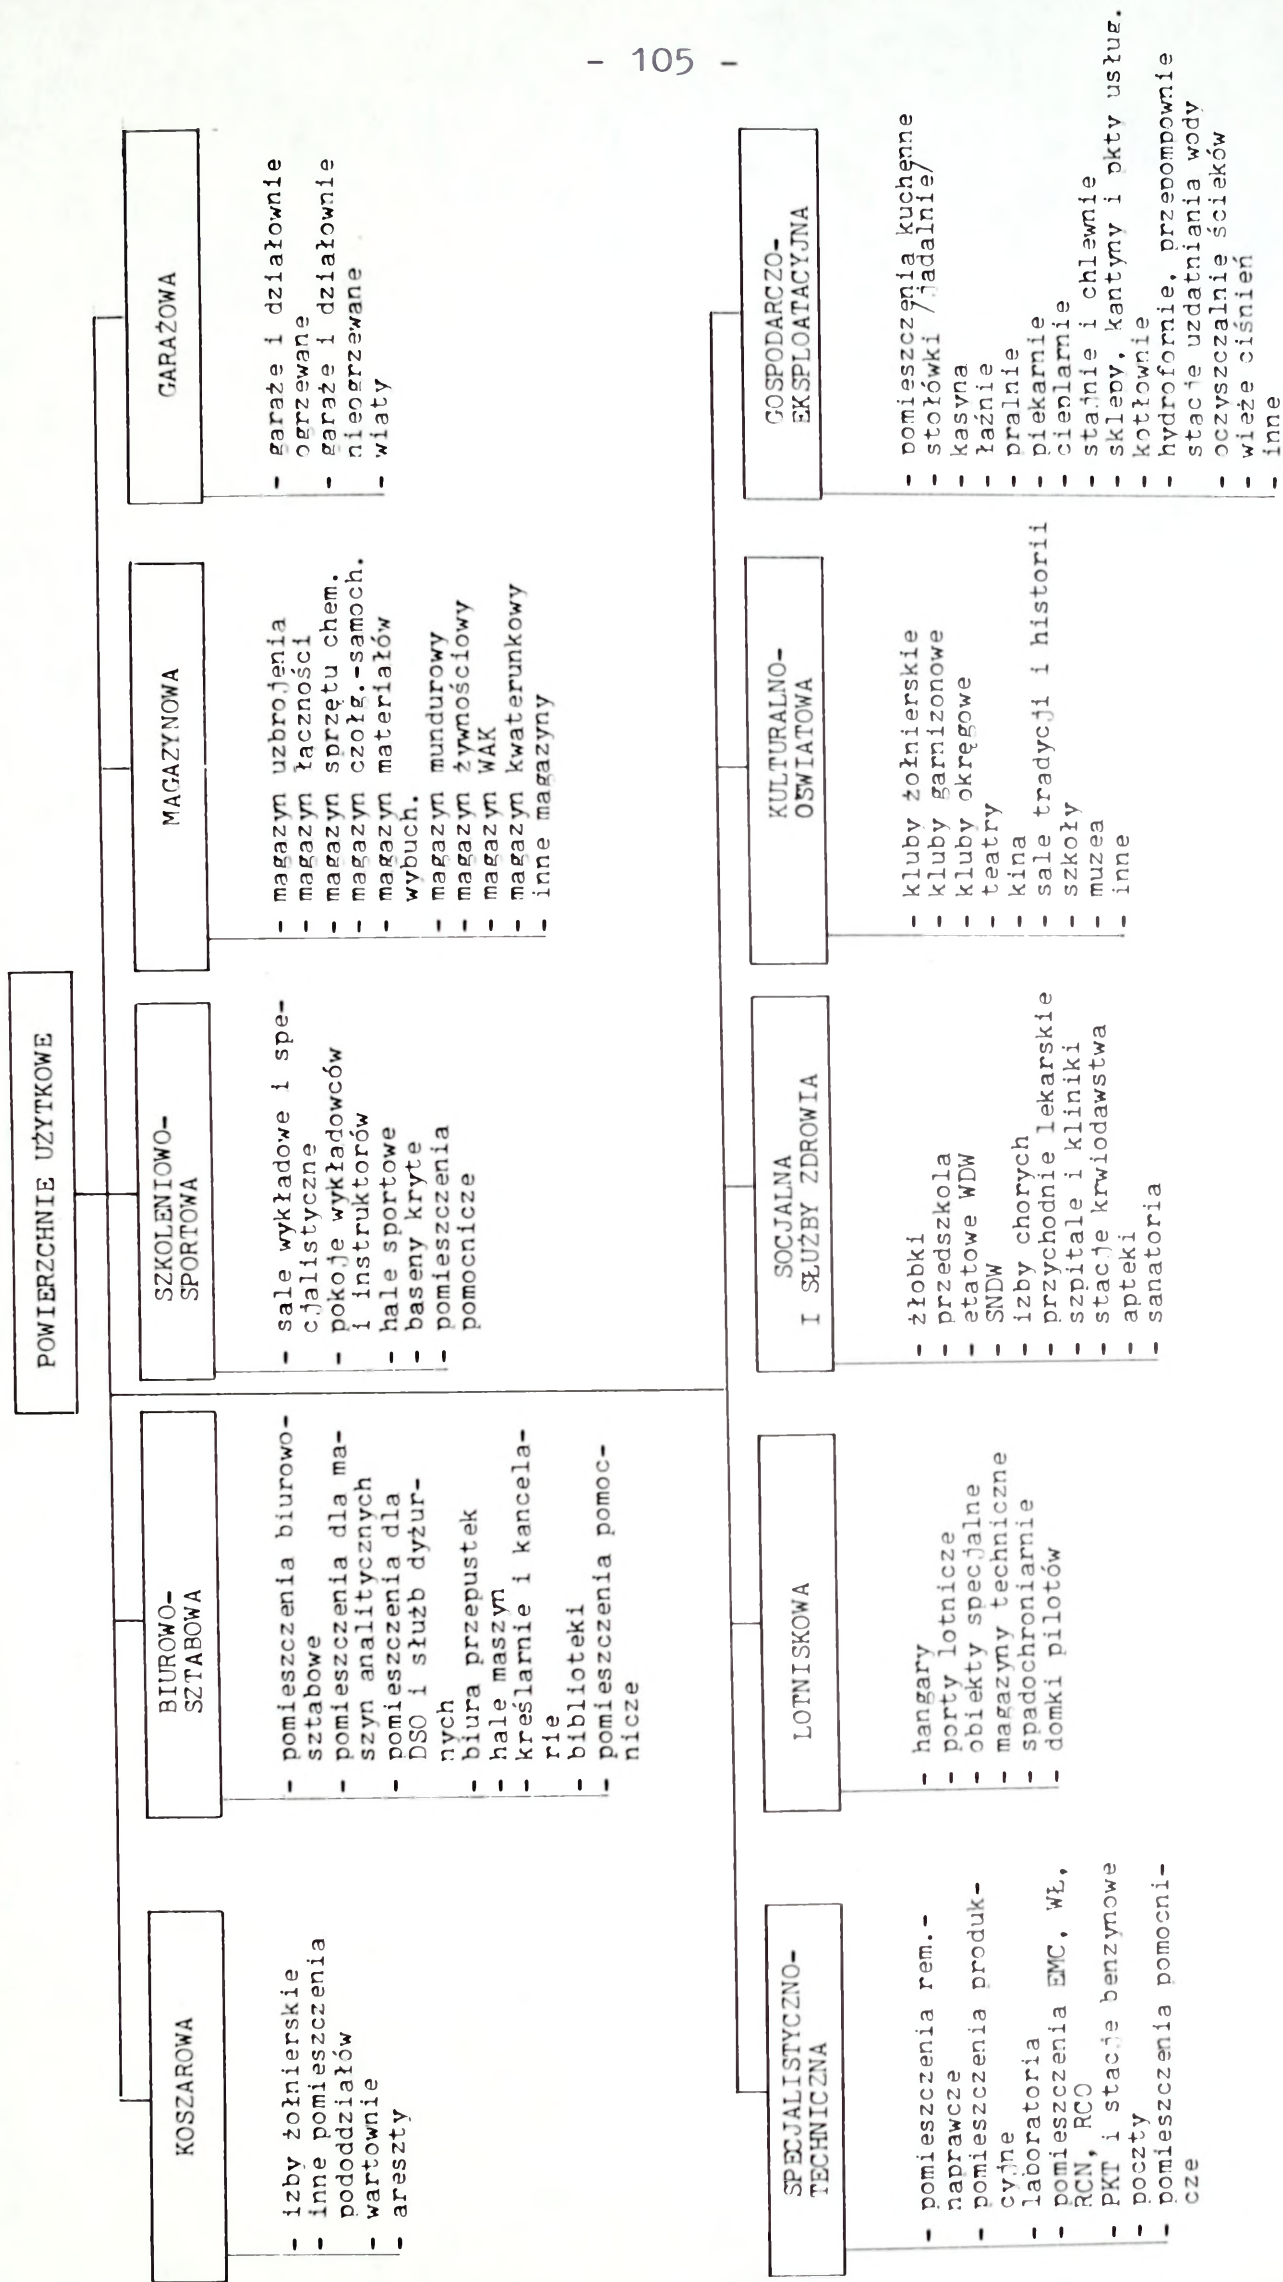 - 105 -
POWIERZCHNIE UŻYTKOWE
KOSZAROWA
- izby żołnierskie
- inne pomieszczenia
pododdziałów
- wartownie
- areszty
BIUROWO-
SZTABOWA
- pomieszczenia biurowo-
sztabowe
- pomieszczenia dla ma-
szyn analitycznych
- pomieszczenia dla
DSO i służb dyżur-
nych
- biura przepustek
- hale maszyn
- kreślarnie i kancela-
rie
- biblioteki
- pomieszczenia pomoc-
nicze
SZKOLENIOWO-
SPORTOWA
- sale wykładowe i spe-
cjalistyczne
- pokoje wykładowców
i instruktorów
- hale sportowe
- baseny kryte
- pomieszczenia
pomocnicze
MAGAZYNOWA
- magazyn uzbrojenia
- magazyn łączności
- magazyn sprzętu chem.
- magazyn czołg.-samoch.
- magazyn materiałów
wybuch.
- magazyn mundurowy
- magazyn żywnościowy
- magazyn WAK
- magazyn kwaterunkowy
- inne magazyny
GARAŻOWA
- garaże i działownie
ogrzewane
- garaże i działownie
nieogrzewane
- wiaty
SPECJALISTYCZNO-
TECHNICZNA
- pomieszczenia rem.-
naprawcze
- pomieszczenia produk-
cyjne
- laboratoria
- pomieszczenia EMC, WŁ,
RCN, RCO
- PKT i stacje benzynowe
- poczty
- pomieszczenia pomocni-
cze
LOTNISKOWA
- hangary
- porty lotnicze
- obiekty specjalne
- magazyny techniczne
- spadochroniarnie
- domki pilotów
SOCJALNA
I SŁUŻBY ZDROWIA
- żłobki
- przedszkola
- etatowe WDW
- SNDW
- izby chorych
- przychodnie lekarskie
- szpitale i kliniki
- stacje krwiodawstwa
- apteki
- sanatoria
KULTURALNO-
OŚWIATOWA
- kluby żołnierskie
- kluby garnizonowe
- kluby okręgowe
- teatry
- kina
- sale tradycji i historii
- szkoły
- muzea
- inne
GOSPODARCZO-
EKSPLOATACYJNA
- pomieszczenia kuchenne
- stołówki /jadalnie/
- kasyna
- łaźnie
- pralnie
- piekarnie
- cieplarnie
- stajnie i chlewnie
- sklepy, kantyny i pkty usług.
- kotłownie
- hydrofornie, przepompownie
stacje uzdatniania wody
- oczyszczalnie ścieków
- wieże ciśnień
- inne